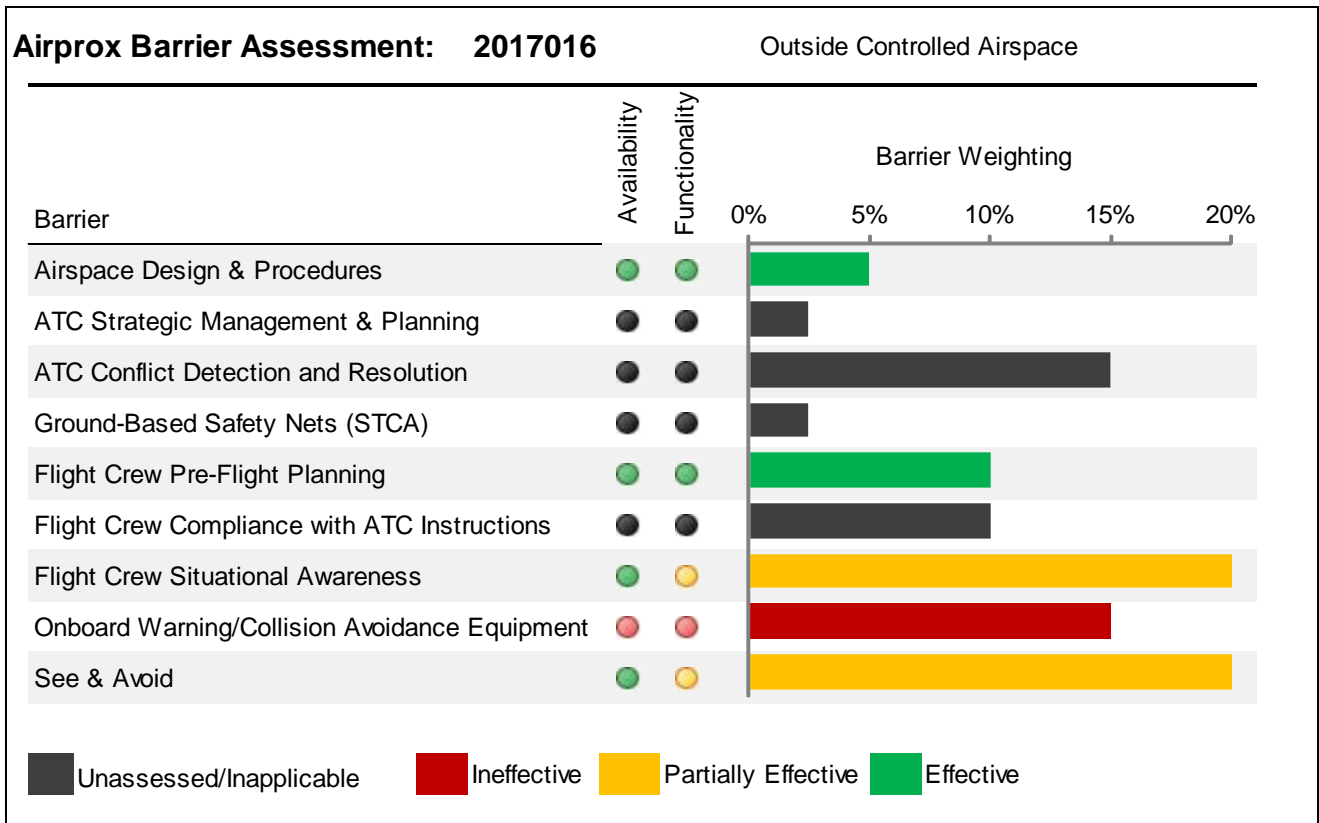 Airprox Barrier Assessment: 2017016 Outside Controlled Airspace
Availability
Functionality
Barrier Weighting
Barrier
0% 5% 10% 15% 20%
Airspace Design & Procedures
ATC Strategic Management & Planning
ATC Conflict Detection and Resolution
Ground-Based Safety Nets (STCA)
Flight Crew Pre-Flight Planning
Flight Crew Compliance with ATC Instructions
Flight Crew Situational Awareness
Onboard Warning/Collision Avoidance Equipment
See & Avoid
Unassessed/Inapplicable Ineffective Partially Effective Effective